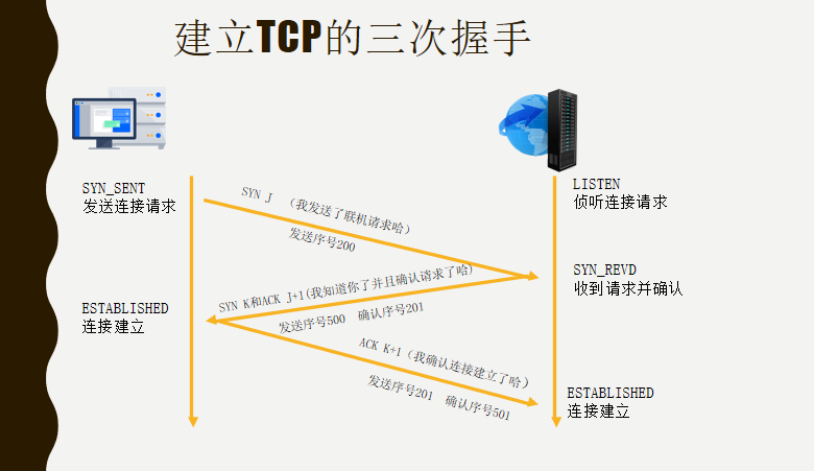 建立TCP的三次握手
SYN_SENT
发送连接请求
LISTEN
侦听连接请求
SYN J （我发送了联机请求哈）
发送序号200
SYN_REVD
收到请求并确认
SYN K和ACK J+1(我知道你了并且确认请求了哈)
发送序号500 确认序号201
ESTABLISHED
连接建立
ACK K+1（我确认连接建立了哈）
发送序号201 确认序号501
ESTABLISHED
连接建立